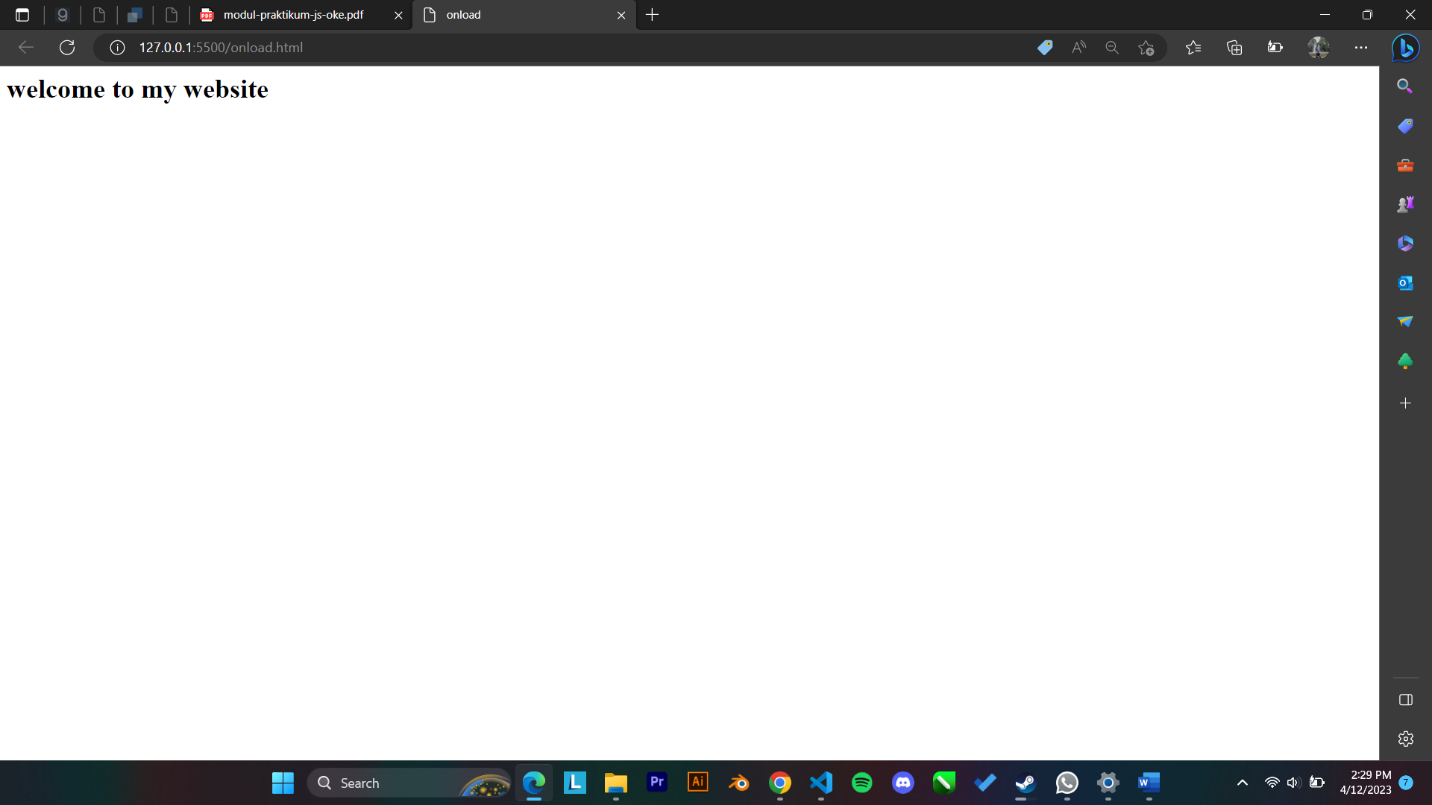 modul-praktikum-js-oke.pdf
onload
127.0.0.1:5500/onload.html
welcome to my website
Search
2:29 PM
4/12/2023
7